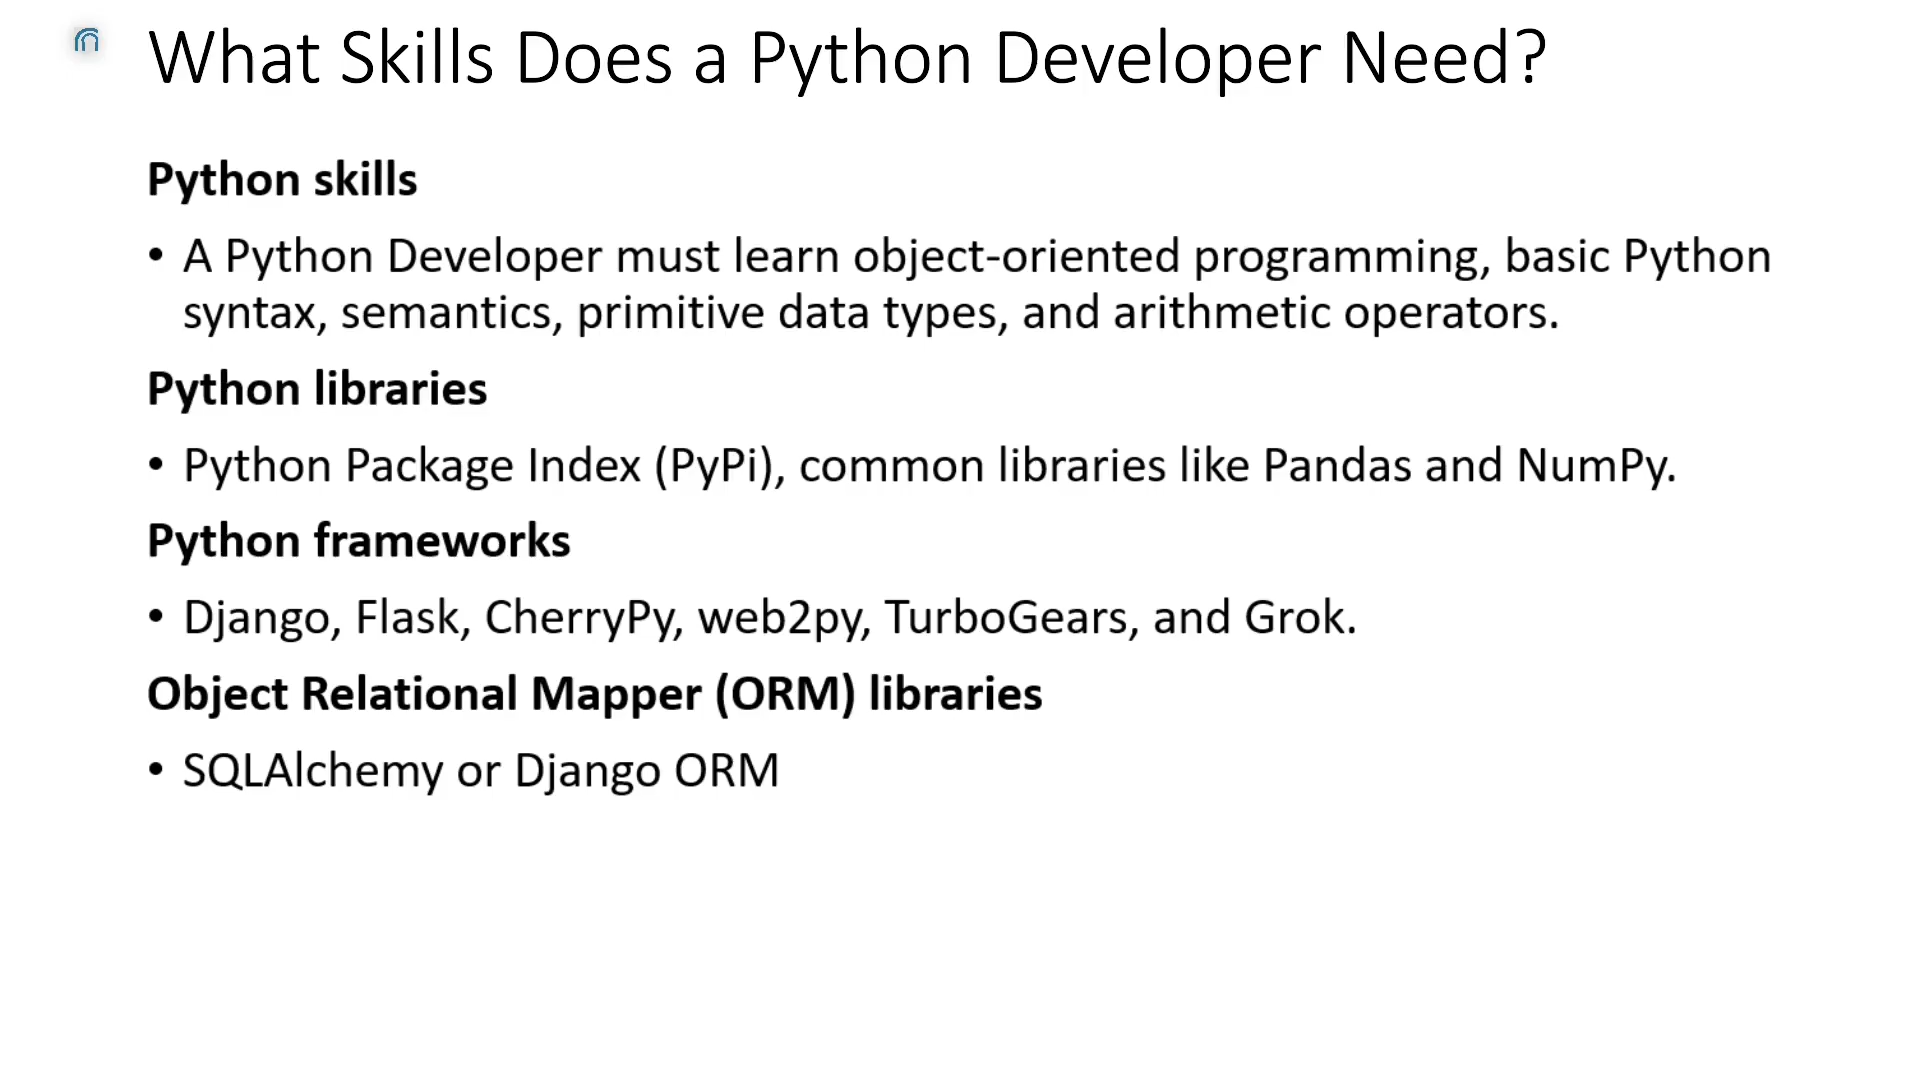 What Skills Does a Python Developer Need?
Python skills
• A Python Developer must learn object-oriented programming, basic Python
syntax, semantics, primitive data types, and arithmetic operators.
Python libraries
• Python Package Index (PyPi), common libraries like Pandas and NumPy.
Python frameworks
• Django, Flask, CherryPy, web2py, TurboGears, and Grok.
Object Relational Mapper (ORM) libraries
• SQLAlchemy or Django ORM